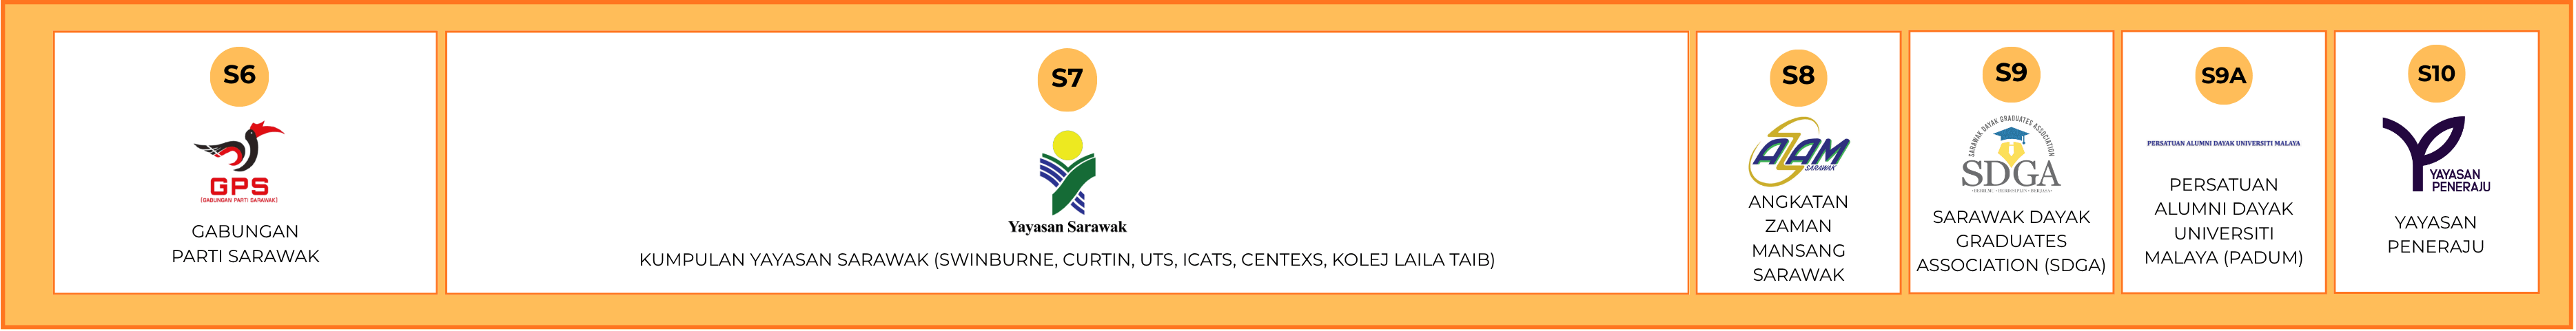 S6
GPS
(GABUNGAN PARTI SARAWAK)
GABUNGAN
PARTI SARAWAK
S7
Yayasan Sarawak
KUMPULAN YAYASAN SARAWAK (SWINBURNE, CURTIN, UTS, ICATS, CENTEXS, KOLEJ LAILA TAIB)
S8
AZAM
SARAWAK
ANGKATAN
ZAMAN
MANSANG
SARAWAK
S9
SARAWAK DAYAK GRADUATES ASSOCIATION
SDGA
SARAWAK DAYAK
GRADUATES
ASSOCIATION (SDGA)
S9A
PERSATUAN ALUMNI DAYAK UNIVERSITI MALAYA
PERSATUAN
ALUMNI DAYAK
UNIVERSITI
MALAYA (PADUM)
S10
YAYASAN
PENERAJU
YAYASAN
PENERAJU